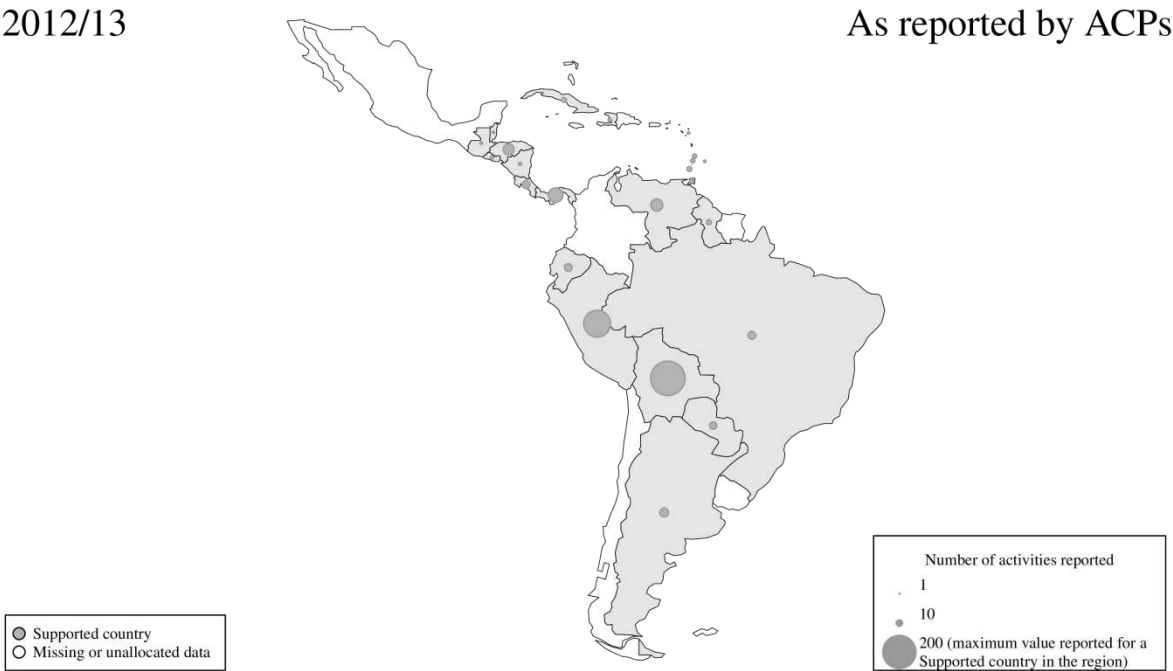 2012/13
As reported by ACPs
Supported country
Missing or unallocated data
Number of activities reported
1
10
200 (maximum value reported for a
Supported country in the region)